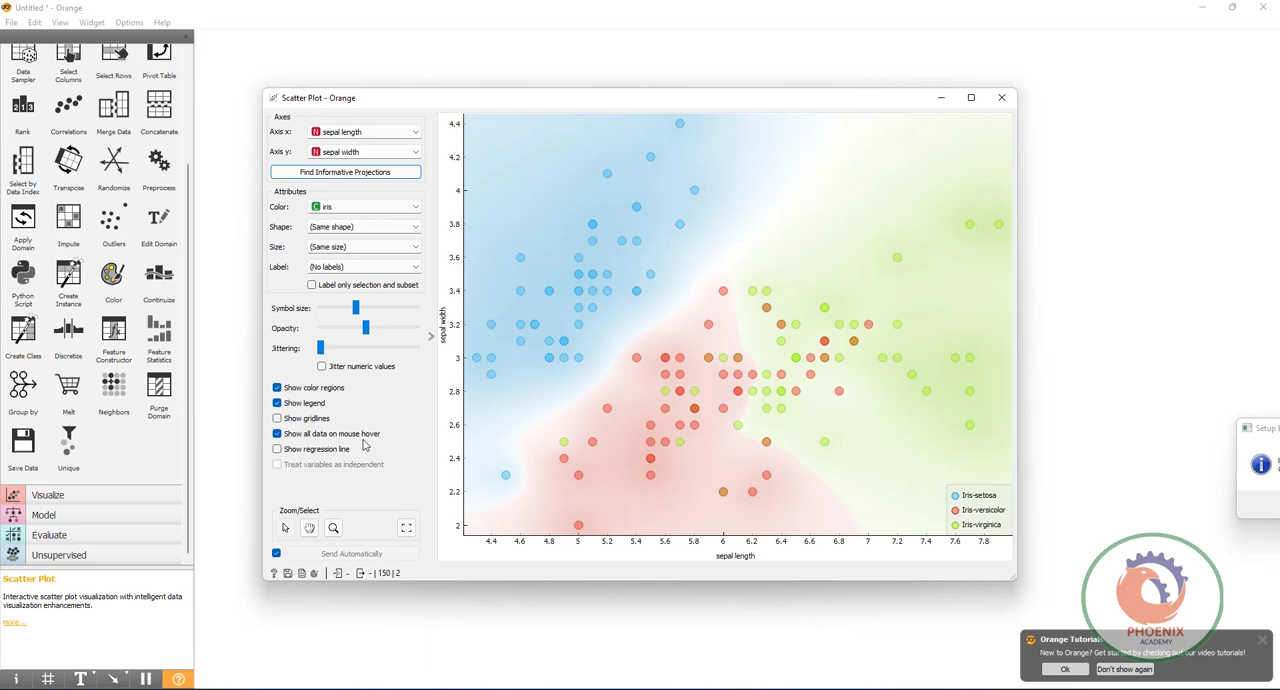 Untitled * - Orange
File Edit View Widget Options Help
Data Sampler
Select Columns
Select Rows
Pivot Table
Rank
Correlations
Merge Data
Concatenate
Select by Data Index
Transpose
Randomize
Preprocess
Apply Domain
Impute
Outliers
Edit Domain
Python Script
Create Instance
Color
Continuize
Create Class
Discretize
Feature Constructor
Feature Statistics
Group by
Melt
Neighbors
Purge Domain
Save Data
Unique
Visualize
Model
Evaluate
Unsupervised
Scatter Plot
Interactive scatter plot visualization with intelligent data
visualization enhancements.
more...
Scatter Plot - Orange
Axes
Axis x: N sepal length
Axis y: N sepal width
Find Informative Projections
Attributes
Color: C iris
Shape: (Same shape)
Size: (Same size)
Label: (No labels)
Label only selection and subset
Symbol size:
Opacity:
Jittering:
Jitter numeric values
Show color regions
Show legend
Show gridlines
Show all data on mouse hover
Show regression line
Treat variables as independent
Zoom/Select
Send Automatically
? - - | 150 | 2
4.4
4.2
4
3.8
3.6
3.4
3.2
3
2.8
2.6
2.4
2.2
2
sepal width
4.4 4.6 4.8 5 5.2 5.4 5.6 5.8 6 6.2 6.4 6.6 6.8 7 7.2 7.4 7.6 7.8
sepal length
Iris-setosa
Iris-versicolor
Iris-virginica
Setup
PHOENIX
ACADEMY
Orange Tutorials
New to Orange? Get started by checking out our video tutorials!
Ok Don't show again